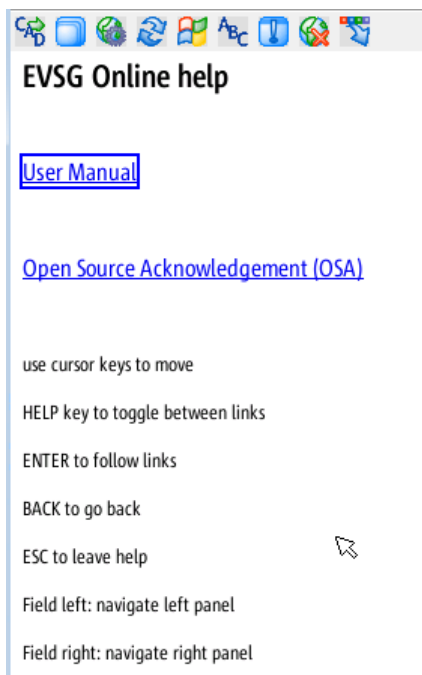 CAD
ABC
EVSG Online help
User Manual
Open Source Acknowledgement (OSA)
use cursor keys to move
HELP key to toggle between links
ENTER to follow links
BACK to go back
ESC to leave help
Field left: navigate left panel
Field right: navigate right panel